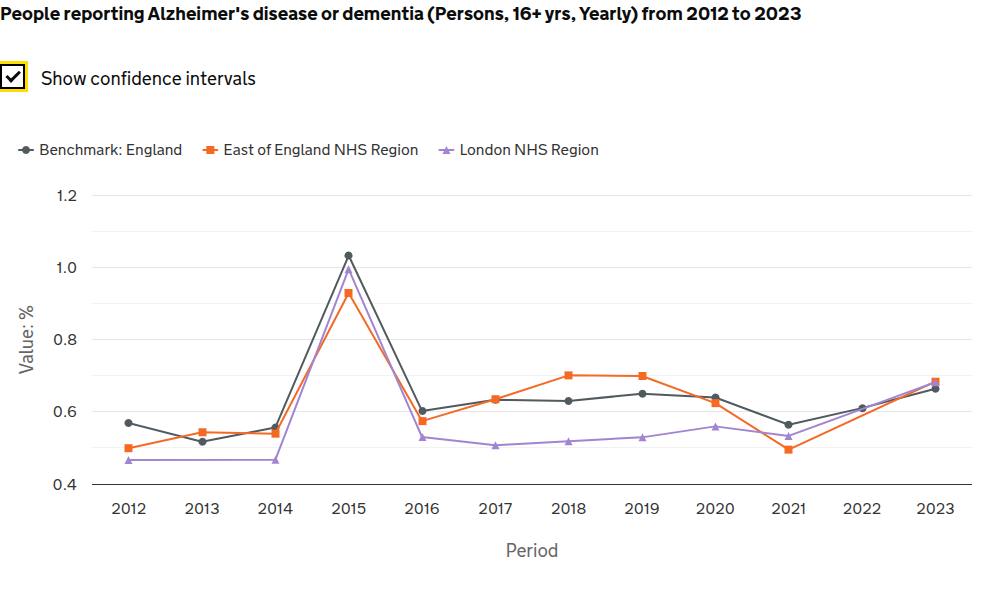 People reporting Alzheimer's disease or dementia (Persons, 16+ yrs, Yearly) from 2012 to 2023
Show confidence intervals
Benchmark: England East of England NHS Region London NHS Region
1.2
1.0
0.8
0.6
0.4
Value: %
2012 2013 2014 2015 2016 2017 2018 2019 2020 2021 2022 2023
Period